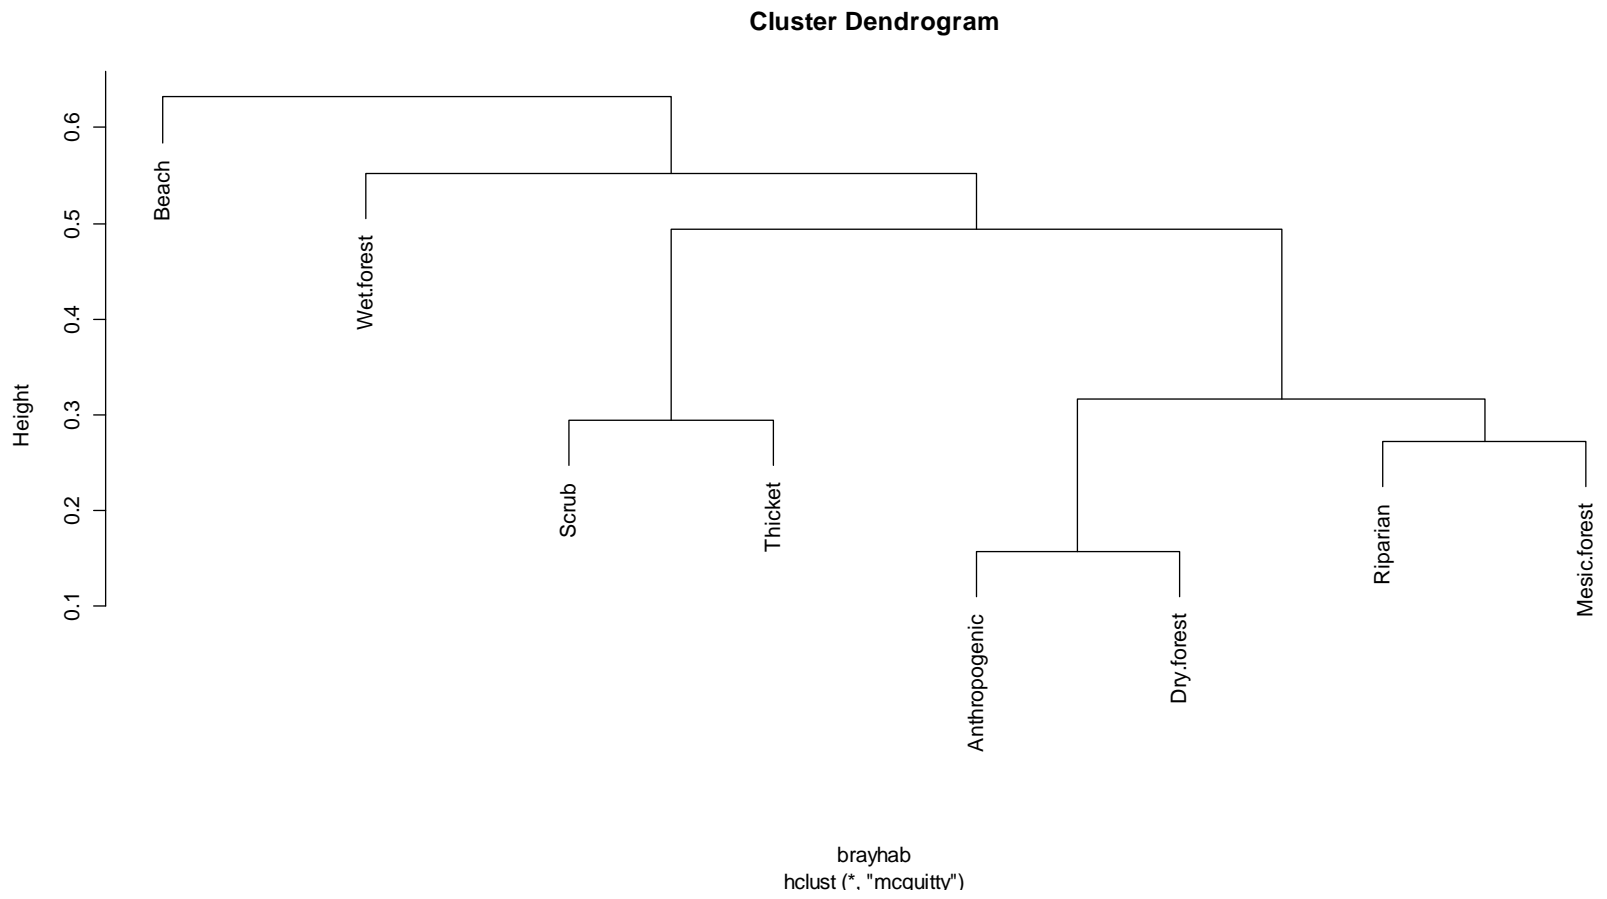 Cluster Dendrogram
Height
0.6
0.5
0.4
0.3
0.2
0.1
Beach
Wet.forest
Scrub
Thicket
Anthropogenic
Dry.forest
Riparian
Mesic.forest
brayhab
hclust (*, "mcquitty")